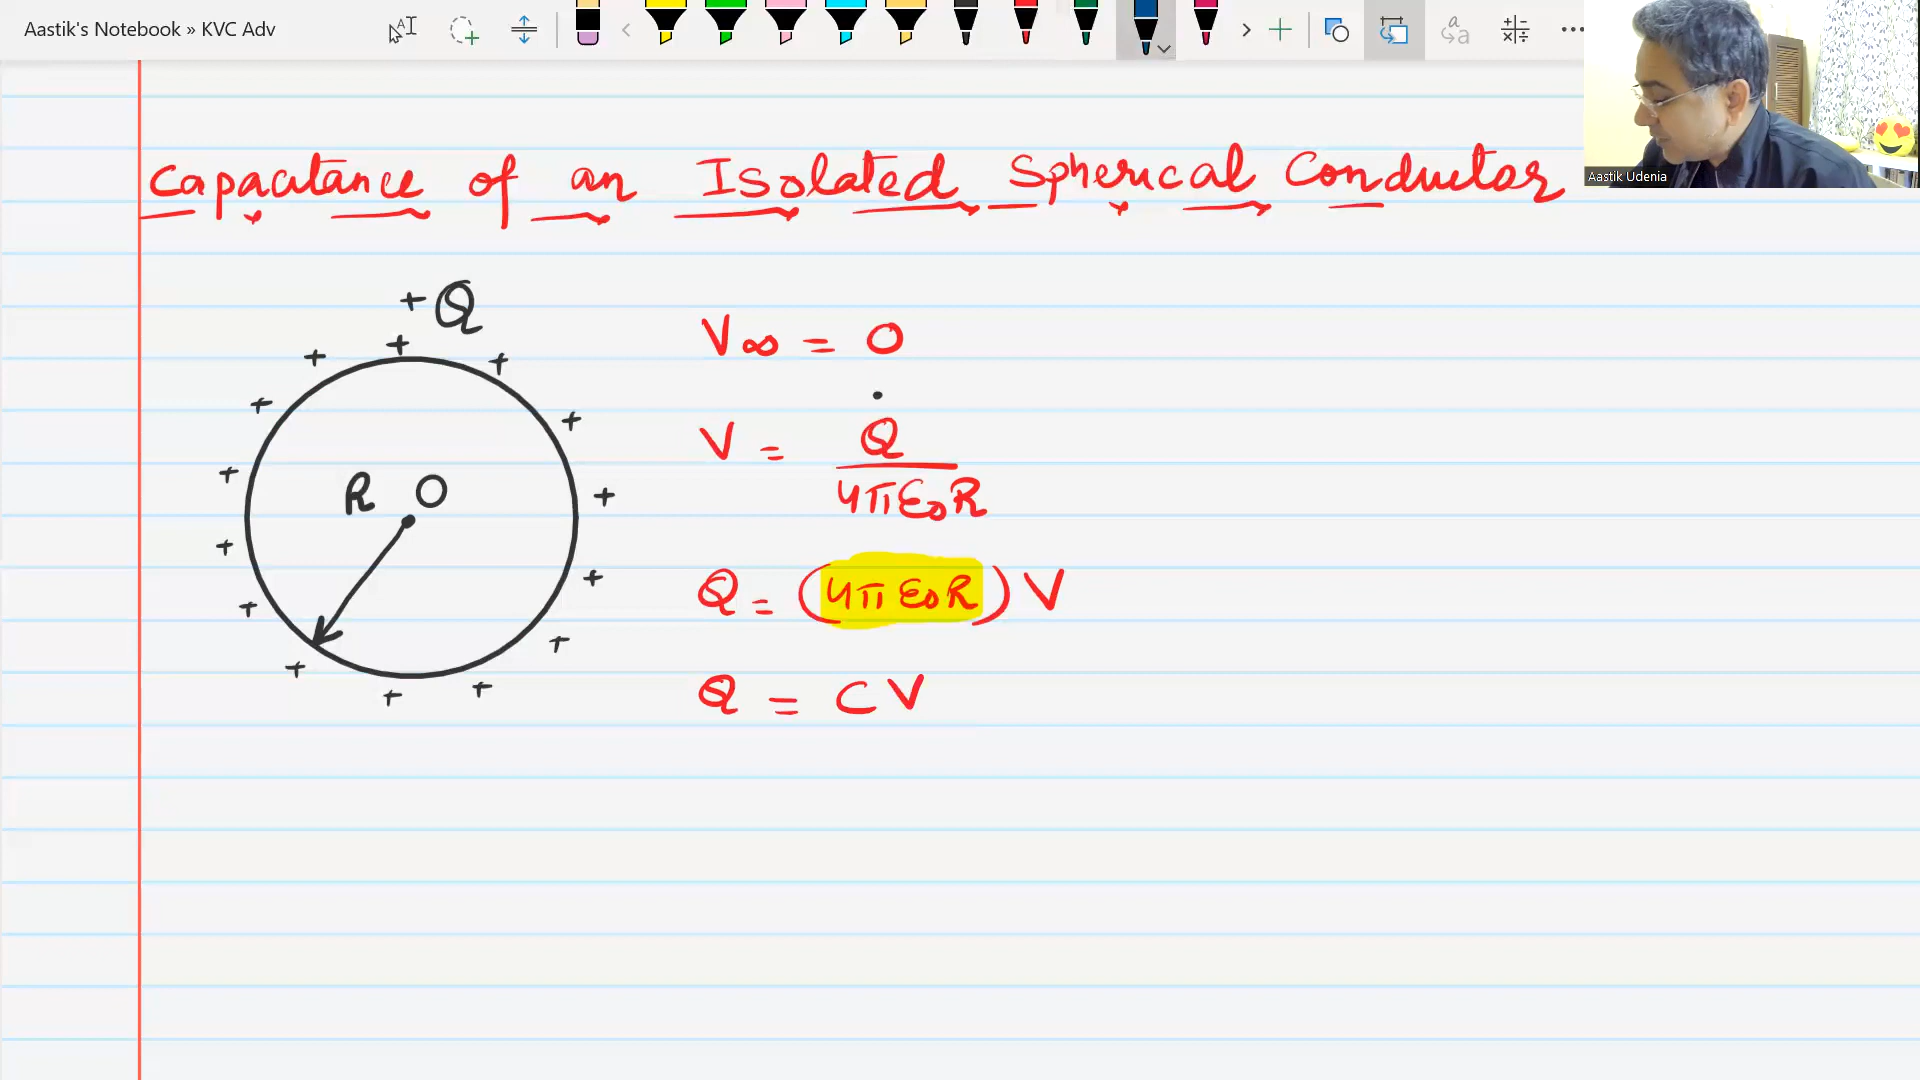 Aastik's Notebook » KVC Adv
Aastik Udenia
Capacitance of an Isolated Spherical Conductor
+Q
R O
V∞ = 0
V = Q / 4πε₀R
Q = (4πε₀R) V
Q = CV